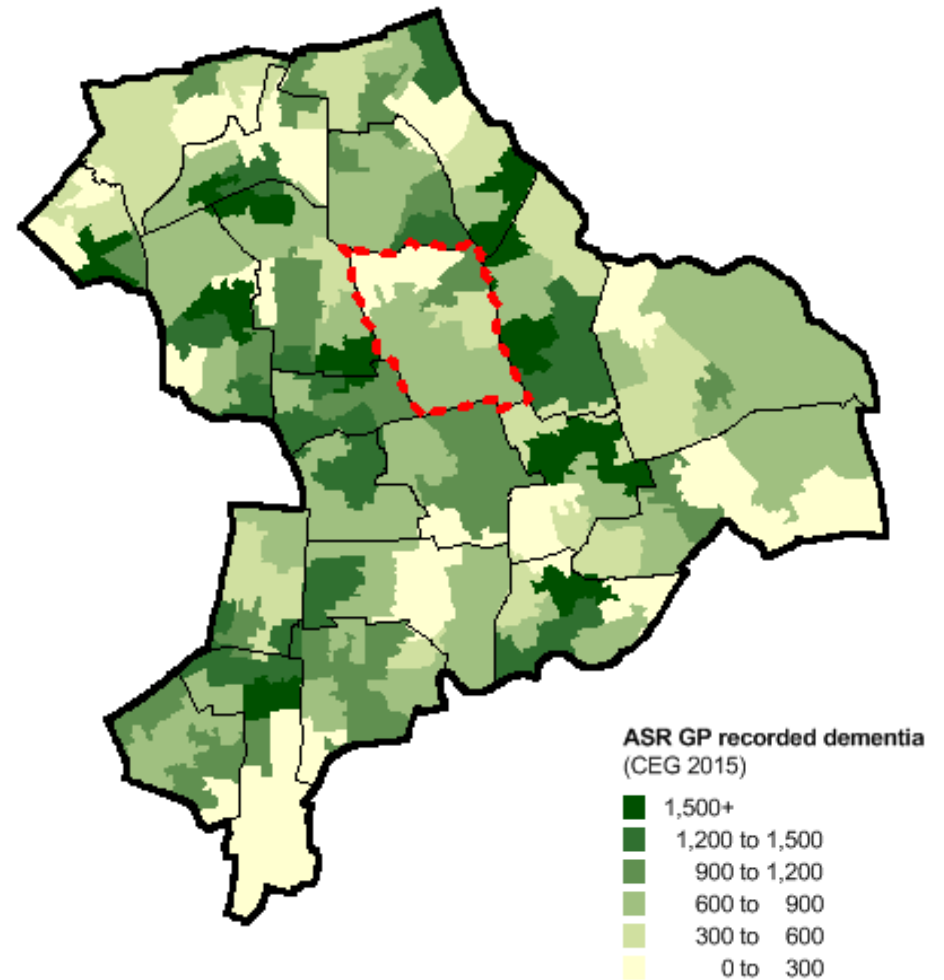 ASR GP recorded dementia
(CEG 2015)
1,500+
1,200 to 1,500
900 to 1,200
600 to 900
300 to 600
0 to 300